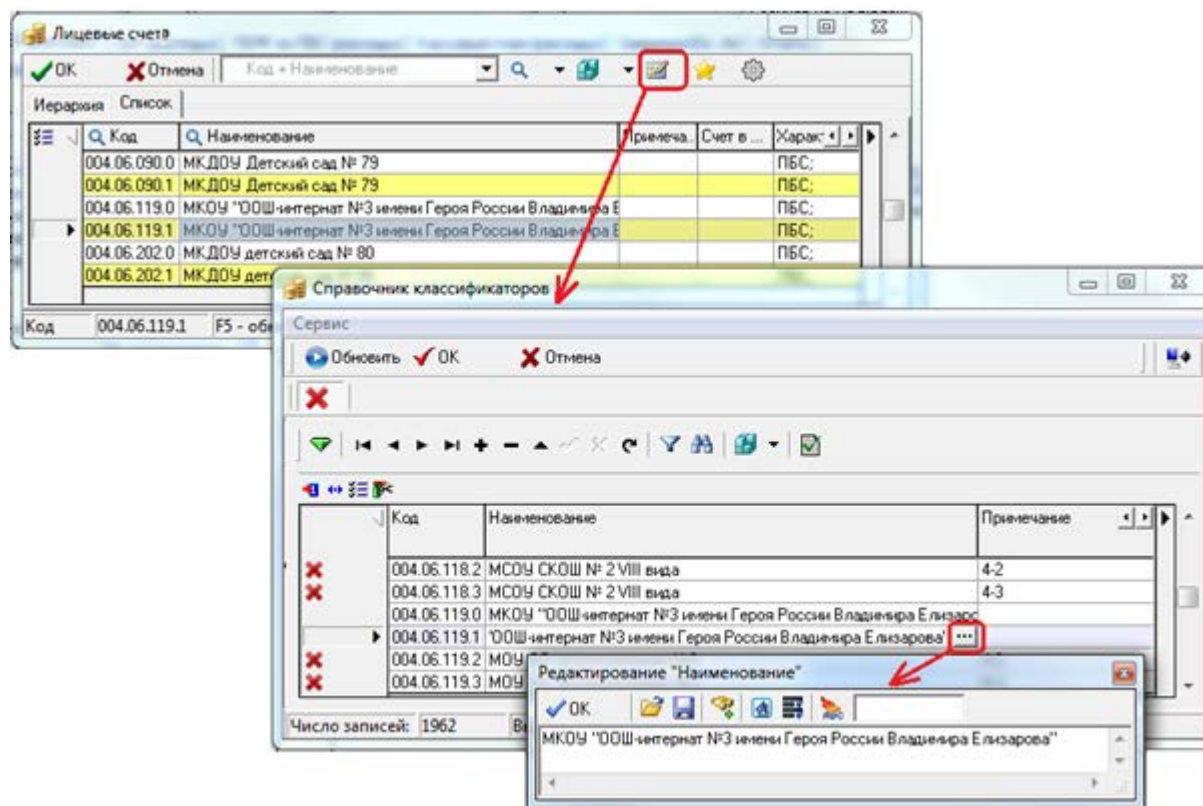 Лицевые счета
OK Отмена Код + Наименование
Иерархия Список
Код Наименование Примеча.. Счет в ... Характ
004.06.090.0 МКДОУ Детский сад № 79 ПБС;
004.06.090.1 МКДОУ Детский сад № 79 ПБС;
004.06.119.0 МКОУ "ООШ-интернат №3 имени Героя России Владимира Е ПБС;
004.06.119.1 МКОУ "ООШ-интернат №3 имени Героя России Владимира Е ПБС;
004.06.202.0 МКДОУ детский сад № 80 ПБС;
004.06.202.1 МКДОУ дет
Код 004.06.119.1 F5 - обн
Справочник классификаторов
Сервис
Обновить OK Отмена
Код Наименование Примечание
004.06.118.2 МСОУ СКОШ № 2 VIII вида 4-2
004.06.118.3 МСОУ СКОШ № 2 VIII вида 4-3
004.06.119.0 МКОУ "ООШ-интернат №3 имени Героя России Владимира Елизаро
004.06.119.1 'ООШ-интернат №3 имени Героя России Владимира Елизарова' ...
004.06.119.2 МОУ
004.06.119.3 МОУ
Число записей: 1962
Редактирование "Наименование"
OK
МКОУ "ООШ-интернат №3 имени Героя России Владимира Елизарова"